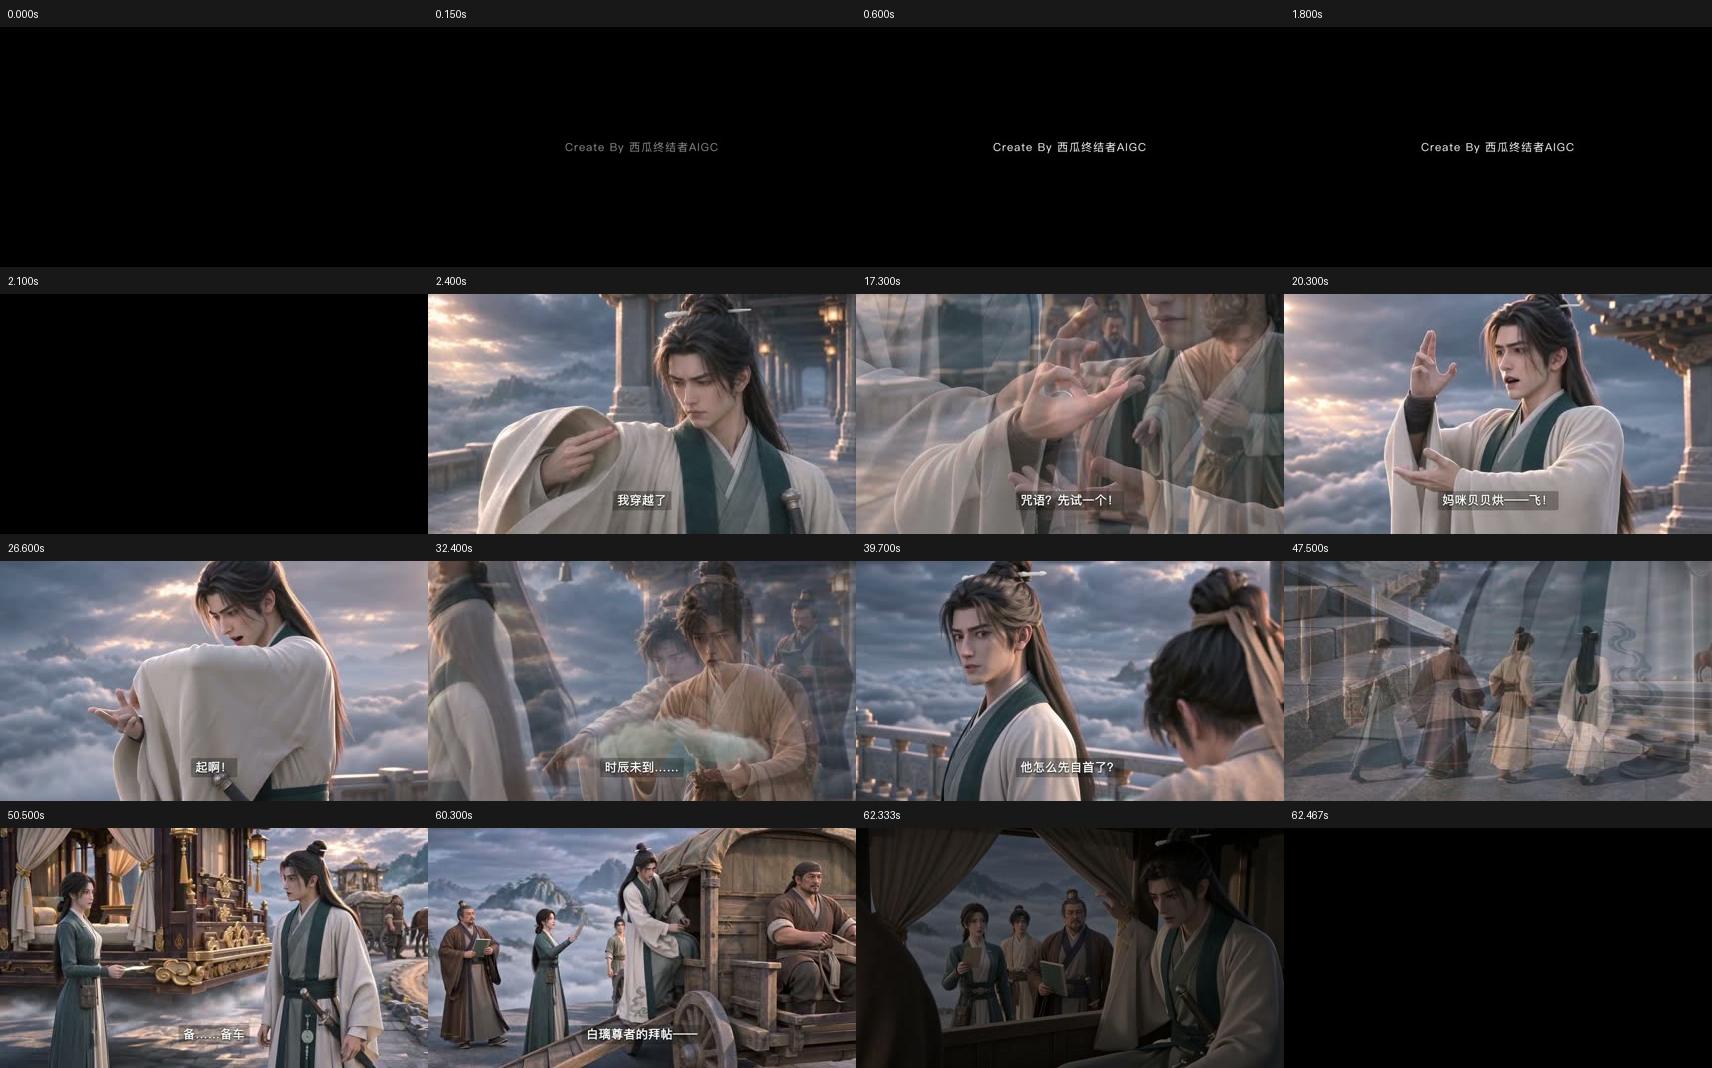 0.000s
0.150s
0.600s
1.800s
Create By 西瓜终结者AIGC
Create By 西瓜终结者AIGC
Create By 西瓜终结者AIGC
2.100s
2.400s
17.300s
20.300s
我穿越了
咒语？先试一个！
妈咪贝贝烘——飞！
26.600s
32.400s
39.700s
47.500s
起啊！
时辰未到……
他怎么先自首了？
50.500s
60.300s
62.333s
62.467s
备……备车
白璃尊者的拜帖——